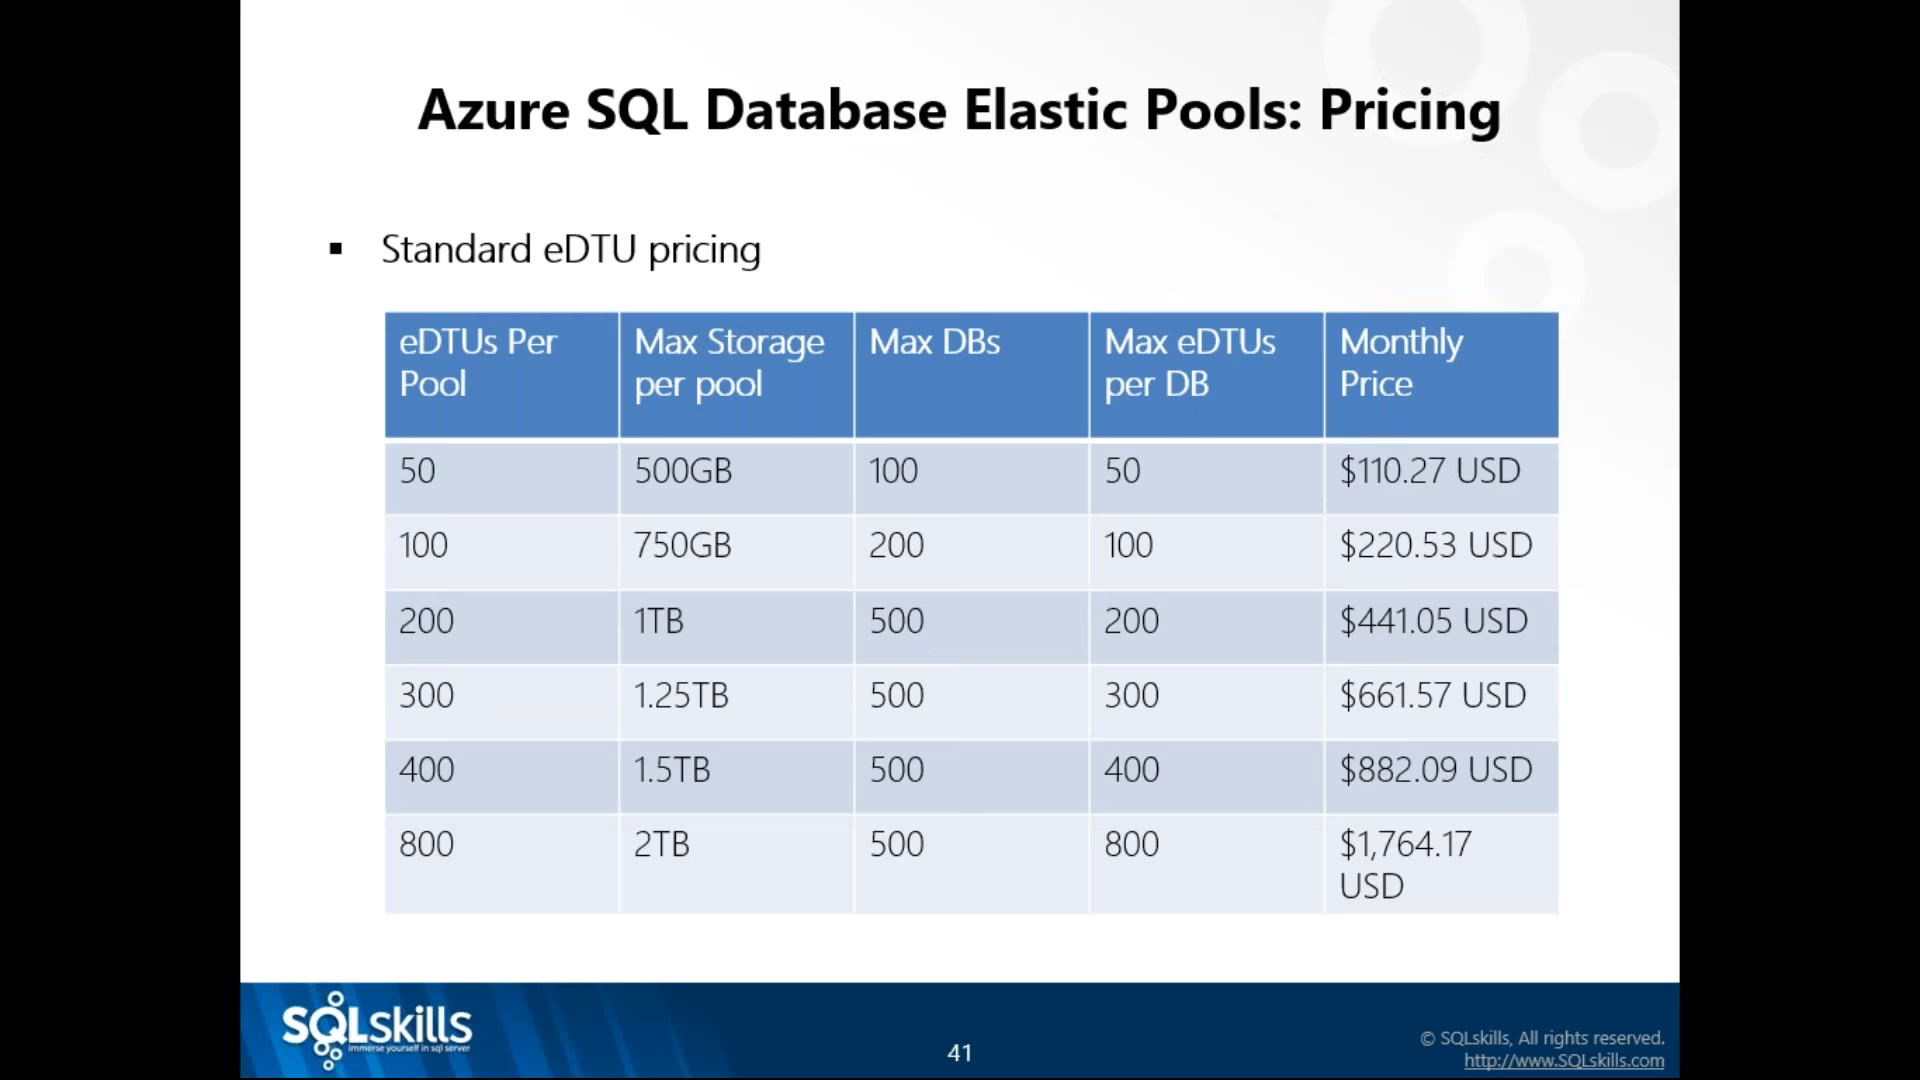 Azure SQL Database Elastic Pools: Pricing
▪ Standard eDTU pricing
eDTUs Per Pool | Max Storage per pool | Max DBs | Max eDTUs per DB | Monthly Price
50 | 500GB | 100 | 50 | $110.27 USD
100 | 750GB | 200 | 100 | $220.53 USD
200 | 1TB | 500 | 200 | $441.05 USD
300 | 1.25TB | 500 | 300 | $661.57 USD
400 | 1.5TB | 500 | 400 | $882.09 USD
800 | 2TB | 500 | 800 | $1,764.17 USD
SQLskills
immerse yourself in sql server
41
© SQLskills, All rights reserved.
http://www.SQLskills.com